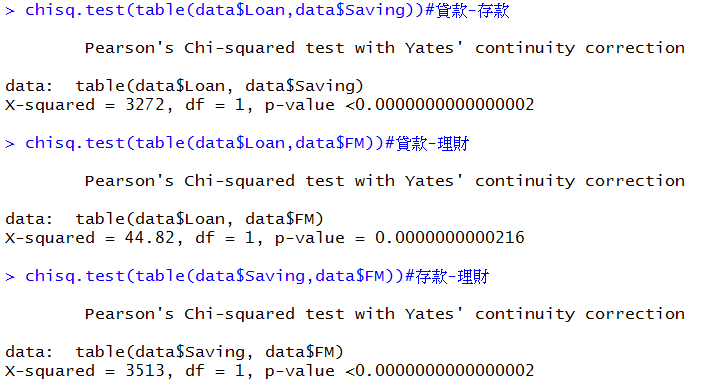 > chisq.test(table(data$Loan,data$Saving))#貸款-存款
Pearson's Chi-squared test with Yates' continuity correction
data:  table(data$Loan, data$Saving)
X-squared = 3272, df = 1, p-value <0.0000000000000002
> chisq.test(table(data$Loan,data$FM))#貸款-理財
Pearson's Chi-squared test with Yates' continuity correction
data:  table(data$Loan, data$FM)
X-squared = 44.82, df = 1, p-value = 0.0000000000216
> chisq.test(table(data$Saving,data$FM))#存款-理財
Pearson's Chi-squared test with Yates' continuity correction
data:  table(data$Saving, data$FM)
X-squared = 3513, df = 1, p-value <0.0000000000000002